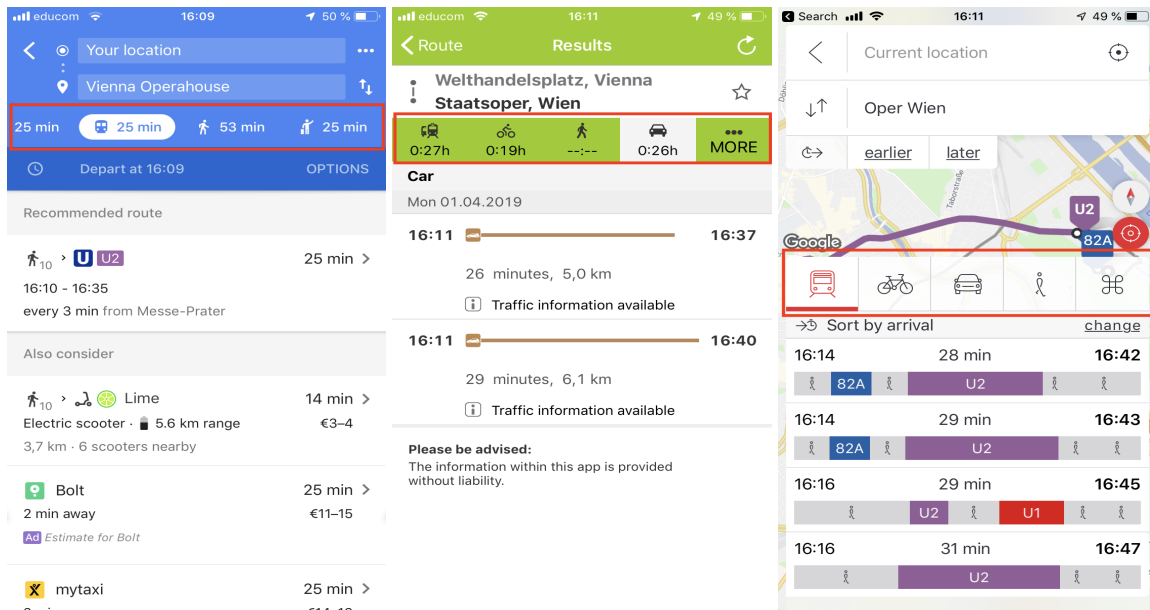 educom 16:09 50 %
Your location
Vienna Operahouse
25 min 25 min 53 min 25 min
Depart at 16:09 OPTIONS
Recommended route
10 U U2 25 min
16:10 - 16:35
every 3 min from Messe-Prater
Also consider
10 Lime 14 min
Electric scooter · 5.6 km range €3–4
3,7 km · 6 scooters nearby
Bolt 25 min
2 min away €11–15
Ad Estimate for Bolt
mytaxi 25 min
educom 16:11 49 %
Route Results
Welthandelsplatz, Vienna
Staatsoper, Wien
0:27h 0:19h --:-- 0:26h MORE
Car
Mon 01.04.2019
16:11 16:37
26 minutes, 5,0 km
i Traffic information available
16:11 16:40
29 minutes, 6,1 km
i Traffic information available
Please be advised:
The information within this app is provided
without liability.
Search 16:11 49 %
Current location
Oper Wien
earlier later
Taborstraße
U2
82A
Google
Sort by arrival change
16:14 28 min 16:42
82A U2
16:14 29 min 16:43
82A U2
16:16 29 min 16:45
U2 U1
16:16 31 min 16:47
U2